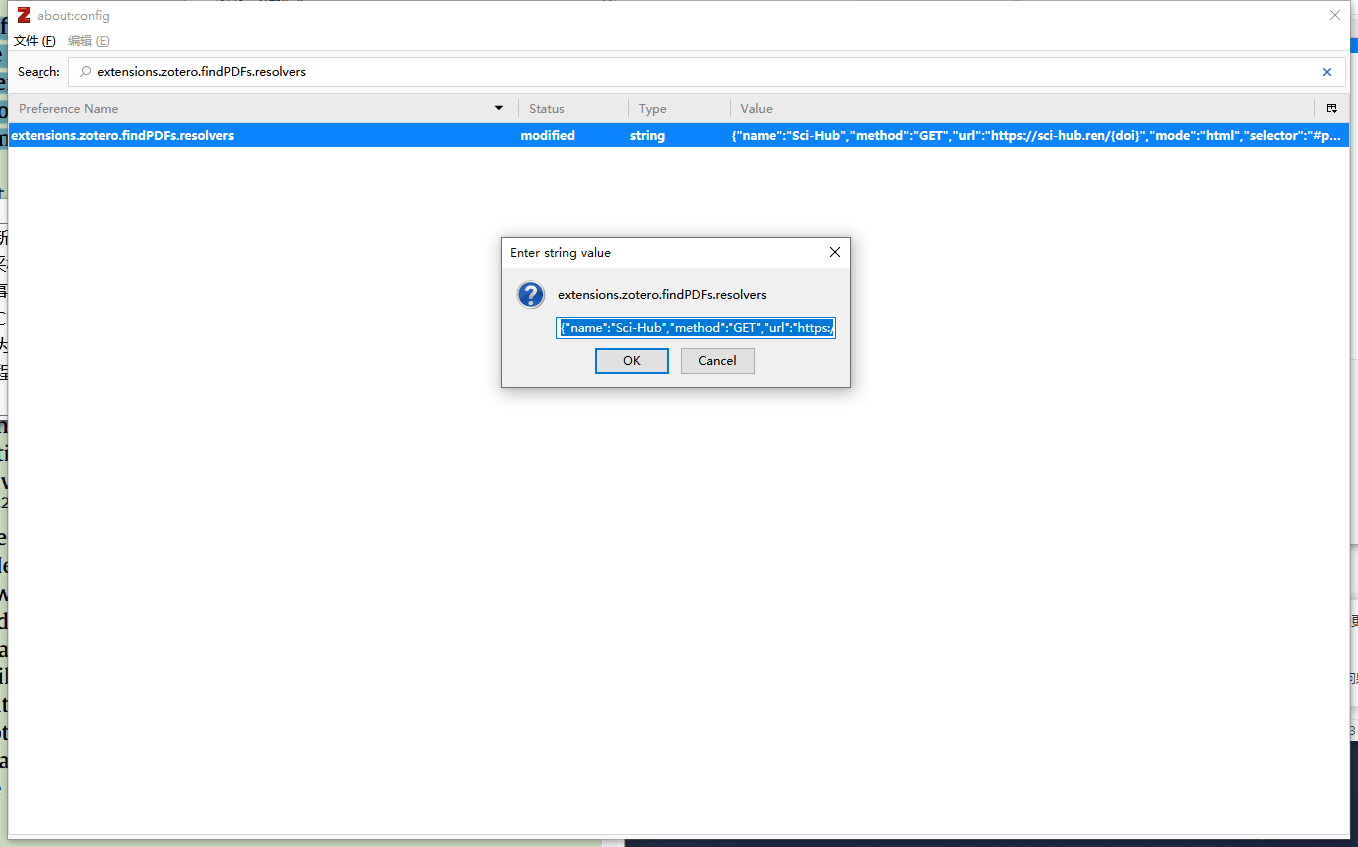 about:config
文件 (F) 编辑 (E)
Search: extensions.zotero.findPDFs.resolvers
Preference Name Status Type Value
extensions.zotero.findPDFs.resolvers modified string {"name":"Sci-Hub","method":"GET","url":"https://sci-hub.ren/{doi}","mode":"html","selector":"#p...
Enter string value
extensions.zotero.findPDFs.resolvers
{"name":"Sci-Hub","method":"GET","url":"https:/
OK Cancel